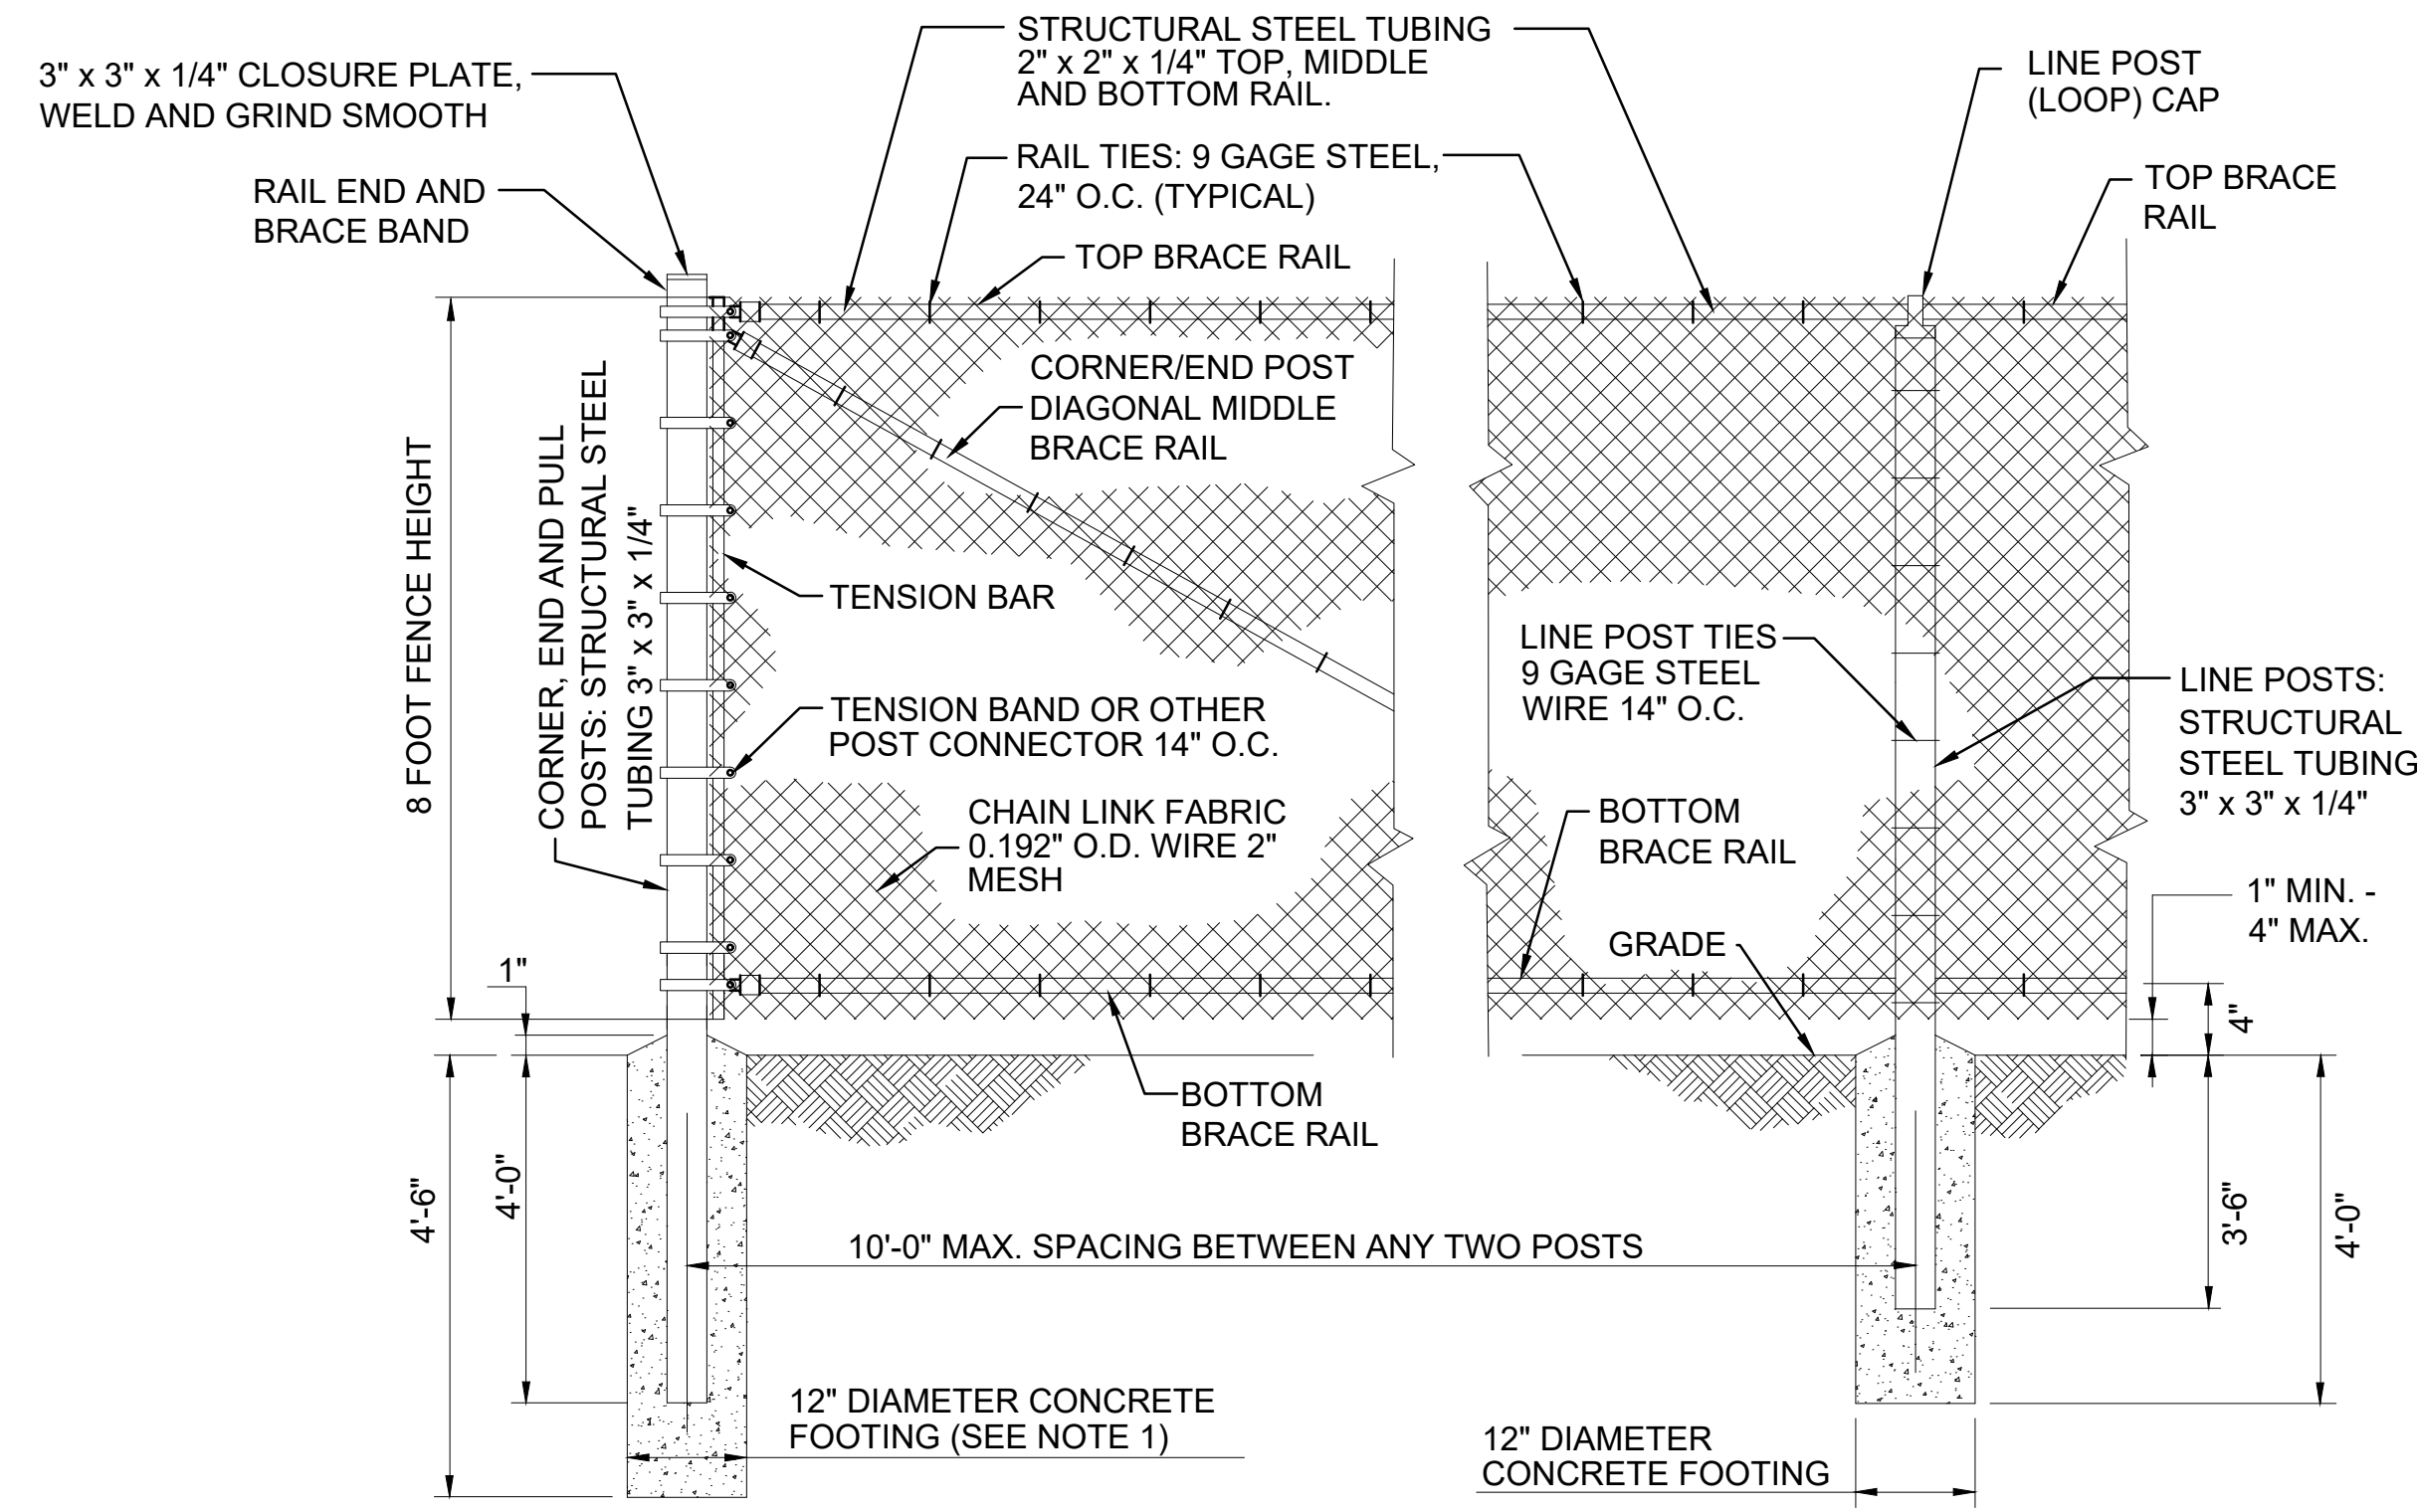 STRUCTURAL STEEL TUBING
2" x 2" x 1/4" TOP, MIDDLE
AND BOTTOM RAIL.
3" x 3" x 1/4" CLOSURE PLATE,
WELD AND GRIND SMOOTH
LINE POST
(LOOP) CAP
RAIL TIES: 9 GAGE STEEL,
24" O.C. (TYPICAL)
RAIL END AND
BRACE BAND
TOP BRACE
RAIL
TOP BRACE RAIL
CORNER/END POST
DIAGONAL MIDDLE
BRACE RAIL
8 FOOT FENCE HEIGHT
CORNER, END AND PULL
POSTS: STRUCTURAL STEEL
TUBING 3" x 3" x 1/4"
TENSION BAR
LINE POST TIES
9 GAGE STEEL
WIRE 14" O.C.
LINE POSTS:
STRUCTURAL
STEEL TUBING
3" x 3" x 1/4"
TENSION BAND OR OTHER
POST CONNECTOR 14" O.C.
CHAIN LINK FABRIC
0.192" O.D. WIRE 2"
MESH
BOTTOM
BRACE RAIL
1" MIN. -
4" MAX.
GRADE
1"
4"
BOTTOM
BRACE RAIL
4'-6"
4'-0"
3'-6"
4'-0"
10'-0" MAX. SPACING BETWEEN ANY TWO POSTS
12" DIAMETER CONCRETE
FOOTING (SEE NOTE 1)
12" DIAMETER
CONCRETE FOOTING